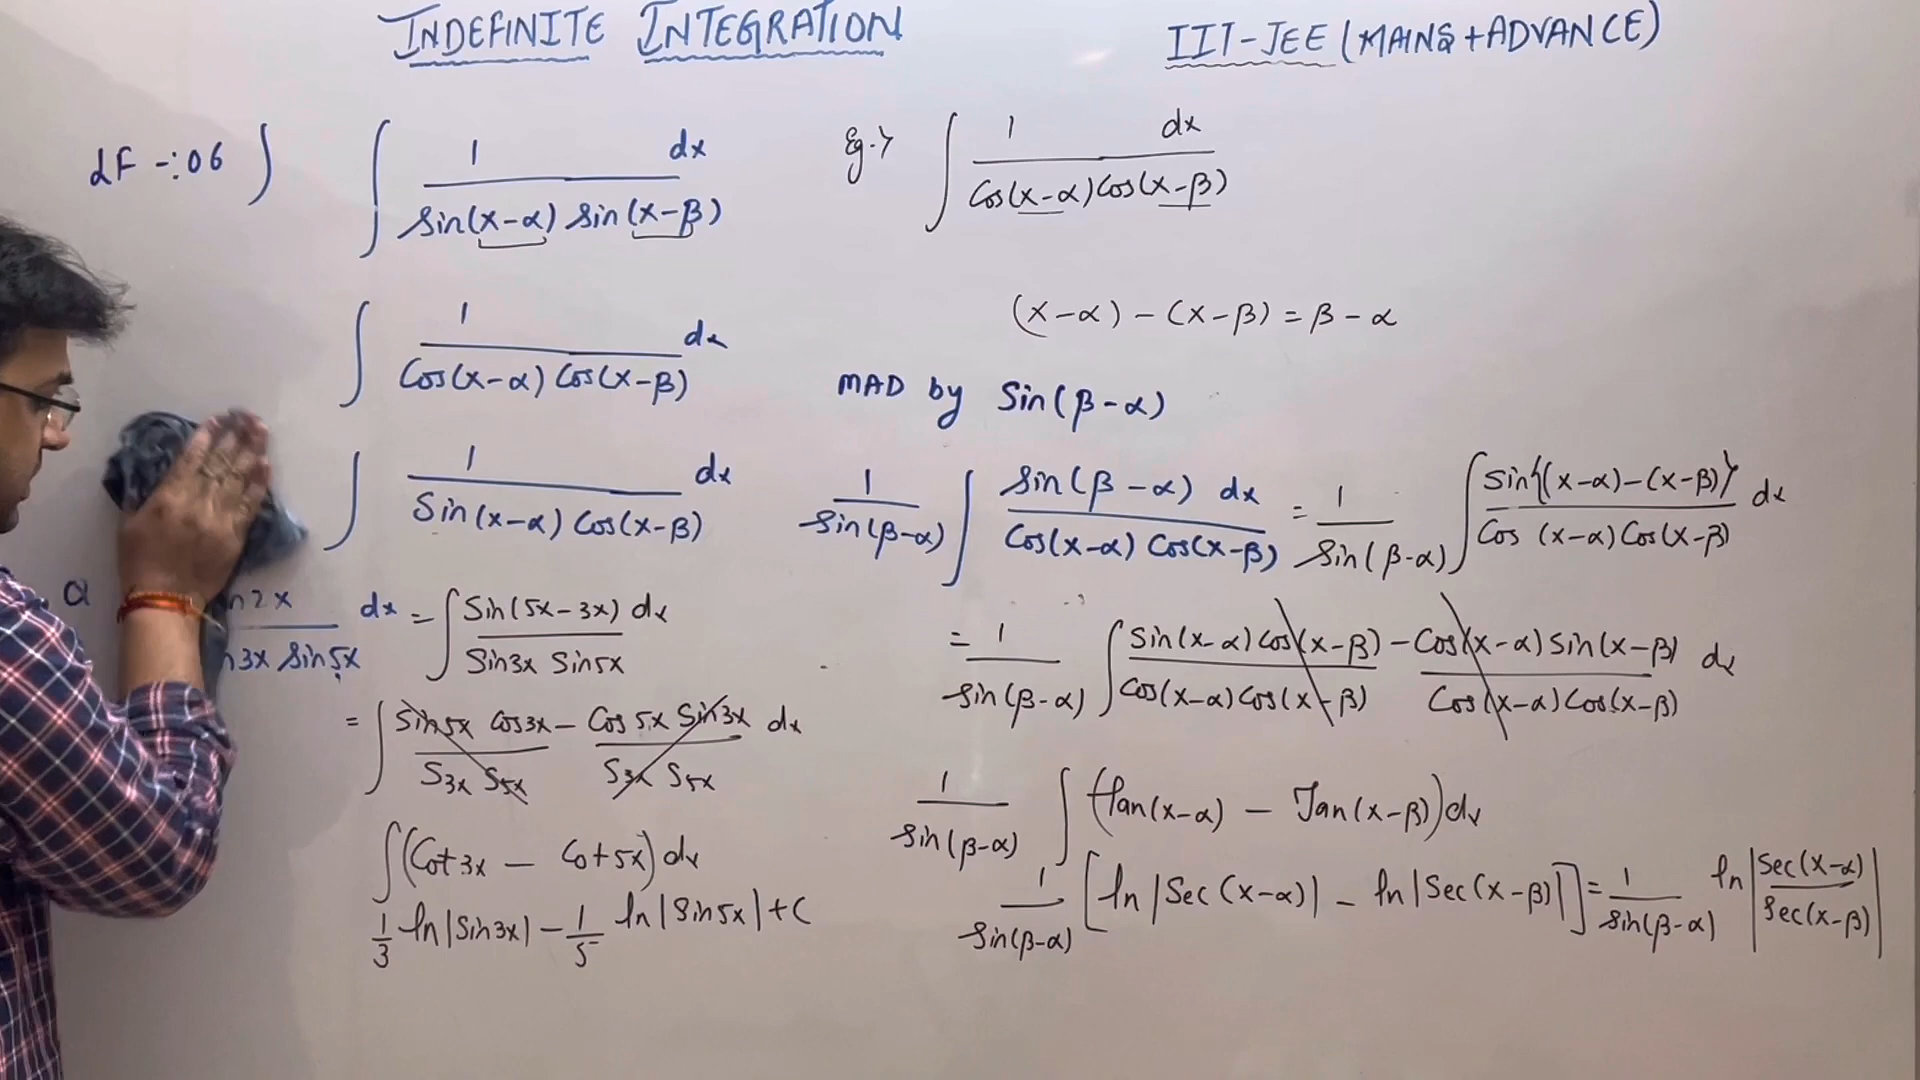 INDEFINITE INTEGRATION
IIT-JEE (MAINS + ADVANCE)
dF -:06) ∫ 1/(Sin(x-α) Sin(x-β)) dx
∫ 1/(Cos(x-α) Cos(x-β)) dx
∫ 1/(Sin(x-α) Cos(x-β)) dx
Q 2x/(3x Sin5x) dx = ∫ Sin(5x-3x) dx/(Sin3x Sin5x)
= ∫ (Sin5x Cos3x)/(S3x S5x) - (Cos5x Sin3x)/(S3x S5x) dx
∫(Cot3x - Cot5x) dx
1/3 ln|Sin3x| - 1/5 ln|Sin5x| + C
Eg.→ ∫ 1/(Cos(x-α) Cos(x-β)) dx
(x-α) - (x-β) = β-α
MAD by Sin(β-α)
1/Sin(β-α) ∫ Sin(β-α) dx/(Cos(x-α) Cos(x-β)) = 1/Sin(β-α) ∫ Sin{(x-α)-(x-β)}/(Cos(x-α) Cos(x-β)) dx
= 1/Sin(β-α) ∫ (Sin(x-α) Cos(x-β))/(Cos(x-α) Cos(x-β)) - (Cos(x-α) Sin(x-β))/(Cos(x-α) Cos(x-β)) dx
1/Sin(β-α) ∫ (tan(x-α) - Tan(x-β)) dx
1/Sin(β-α) [ln|Sec(x-α)| - ln|Sec(x-β)|] = 1/Sin(β-α) ln|Sec(x-α)/Sec(x-β)|